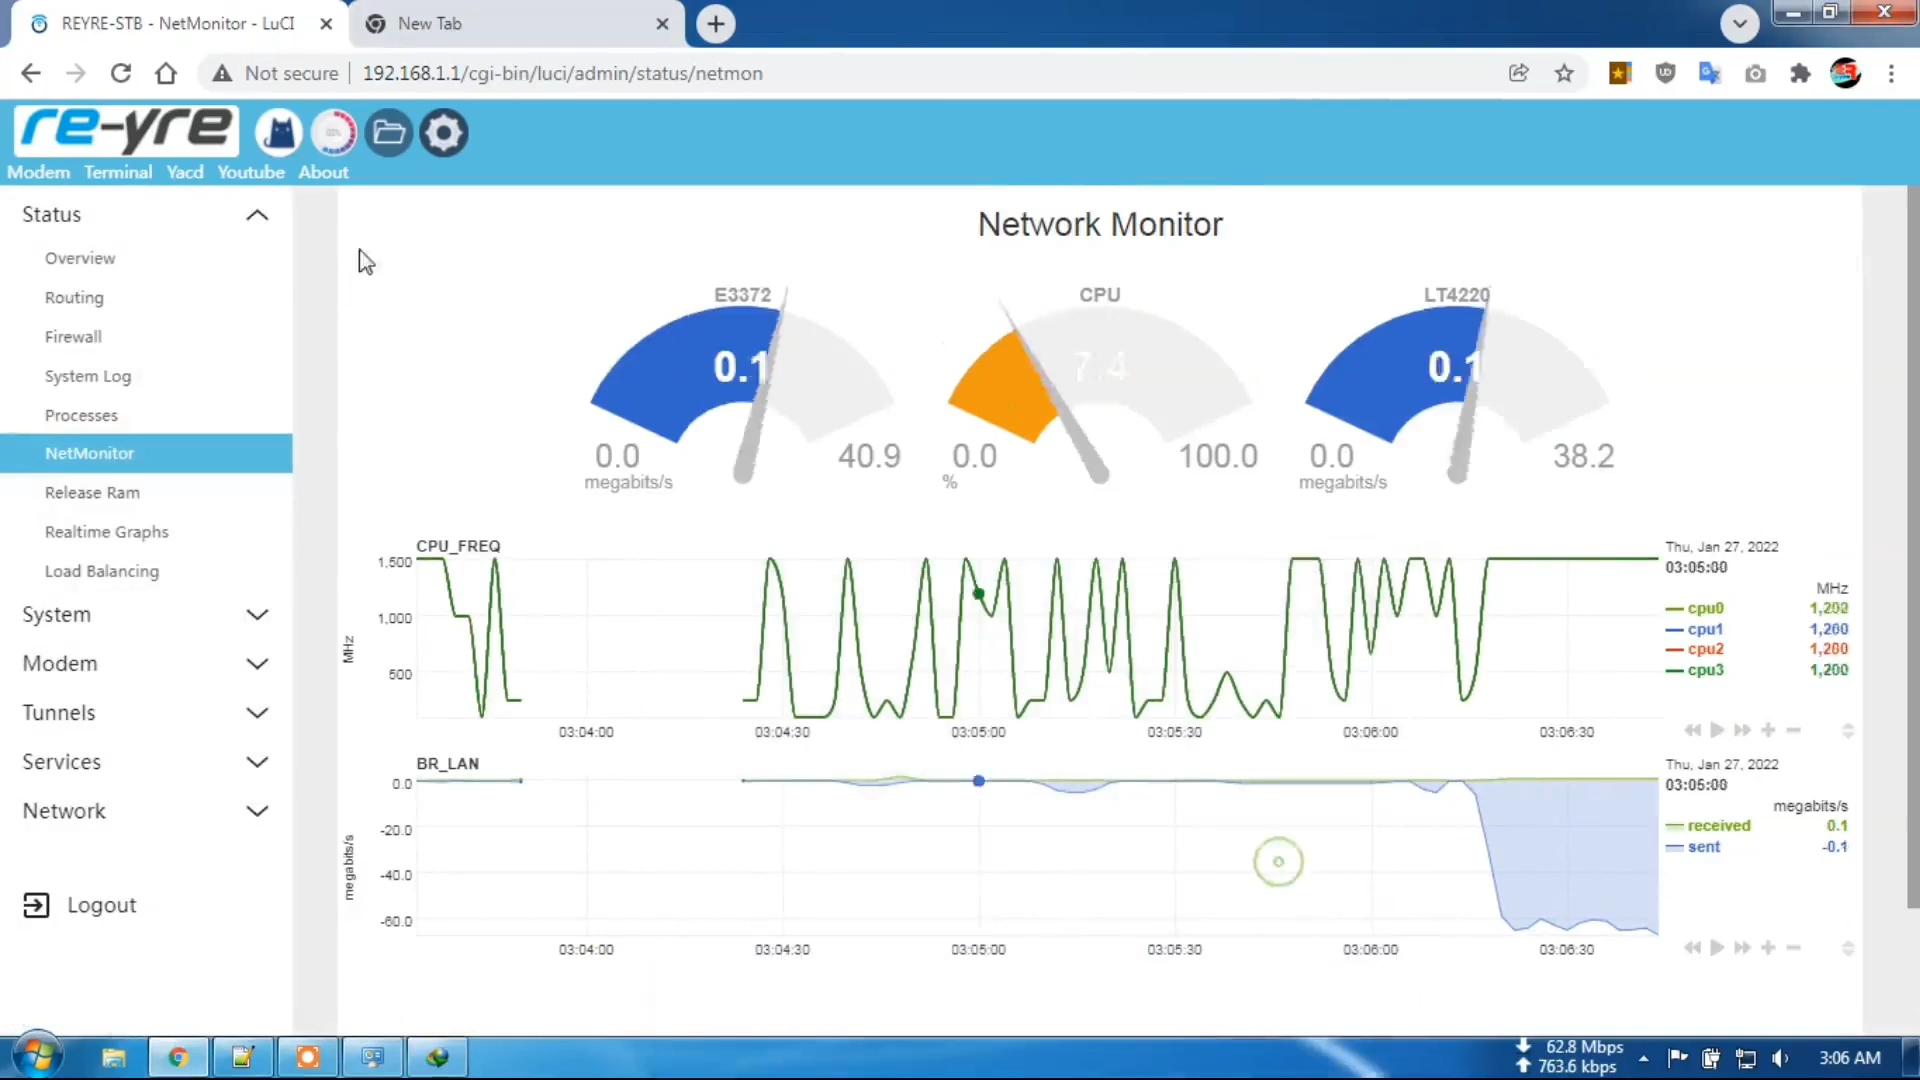 REYRE-STB - NetMonitor - LuCI
New Tab
Not secure
192.168.1.1/cgi-bin/luci/admin/status/netmon
re-yre
Modem Terminal Yacd Youtube About
Status
Overview
Routing
Firewall
System Log
Processes
NetMonitor
Release Ram
Realtime Graphs
Load Balancing
System
Modem
Tunnels
Services
Network
Logout
Network Monitor
E3372
0.1
0.0
40.9
megabits/s
CPU
7.4
0.0
100.0
%
LT4220
0.1
0.0
38.2
megabits/s
CPU_FREQ
1,500
1,000
500
MHz
03:04:00 03:04:30 03:05:00 03:05:30 03:06:00 03:06:30
Thu, Jan 27, 2022
03:05:00
MHz
cpu0 1,200
cpu1 1,200
cpu2 1,200
cpu3 1,200
BR_LAN
0.0
-20.0
-40.0
-60.0
megabits/s
03:04:00 03:04:30 03:05:00 03:05:30 03:06:00 03:06:30
Thu, Jan 27, 2022
03:05:00
megabits/s
received 0.1
sent -0.1
62.8 Mbps
763.6 kbps
3:06 AM